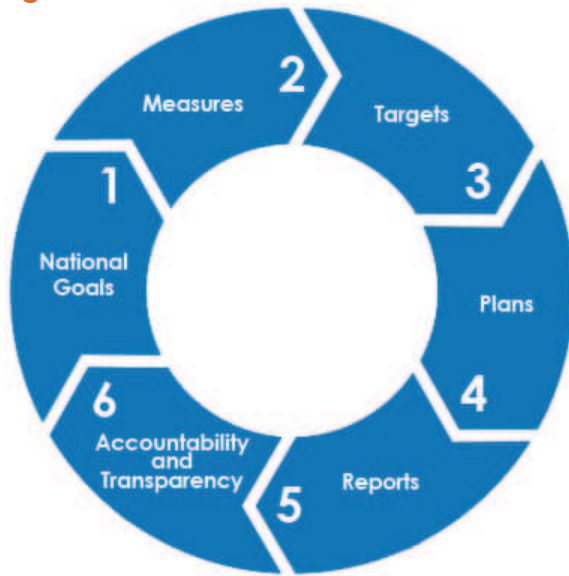 1
National
Goals
2
Measures
Targets
3
Plans
4
Reports
5
6
Accountability
and
Transparency